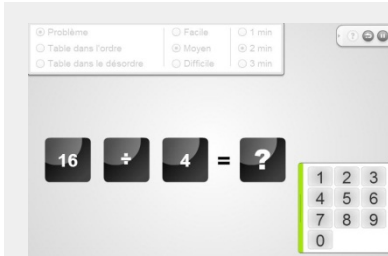 Problème Facile 1 min
Table dans l'ordre Moyen 2 min
Table dans le désordre Difficile 3 min
?
16 ÷ 4 = ?
1 2 3
4 5 6
7 8 9
0